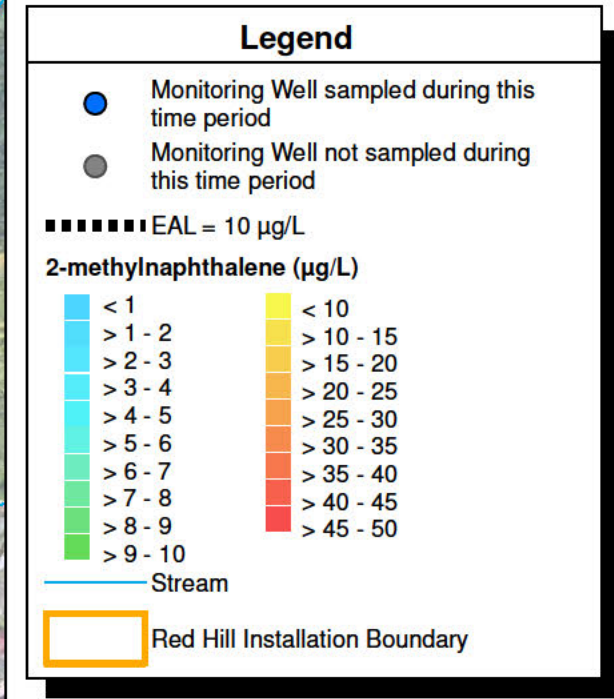 Legend
Monitoring Well sampled during this
time period
Monitoring Well not sampled during
this time period
EAL = 10 µg/L
2-methylnaphthalene (µg/L)
< 1
> 1 - 2
> 2 - 3
> 3 - 4
> 4 - 5
> 5 - 6
> 6 - 7
> 7 - 8
> 8 - 9
> 9 - 10
< 10
> 10 - 15
> 15 - 20
> 20 - 25
> 25 - 30
> 30 - 35
> 35 - 40
> 40 - 45
> 45 - 50
Stream
Red Hill Installation Boundary